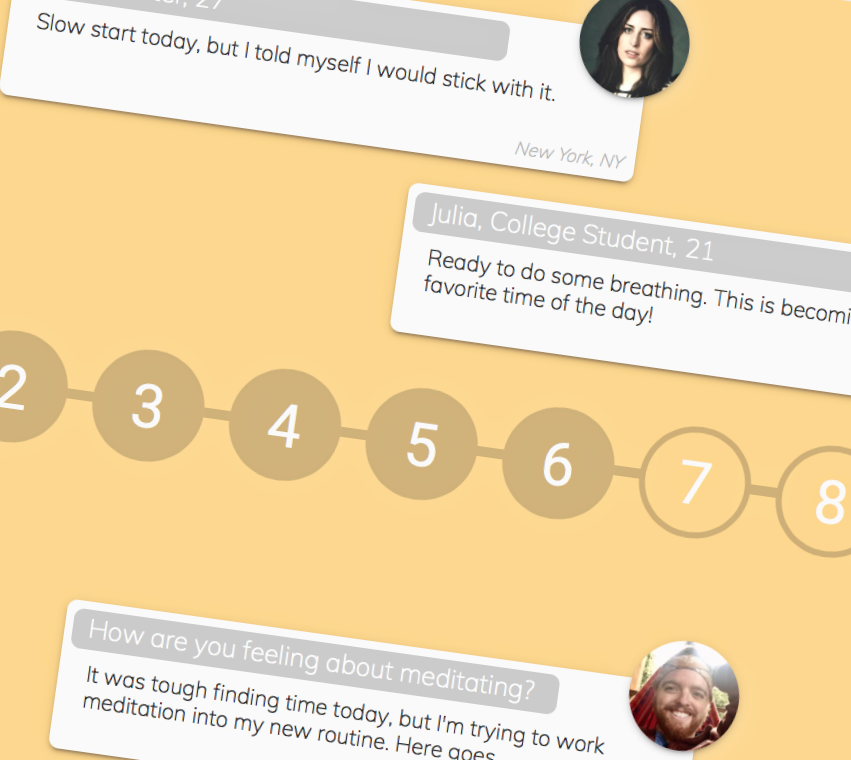 27
Slow start today, but I told myself I would stick with it.
New York, NY
Julia, College Student, 21
Ready to do some breathing. This is becomi
favorite time of the day!
2 3 4 5 6 7 8
How are you feeling about meditating?
It was tough finding time today, but I'm trying to work
meditation into my new routine. Here goes